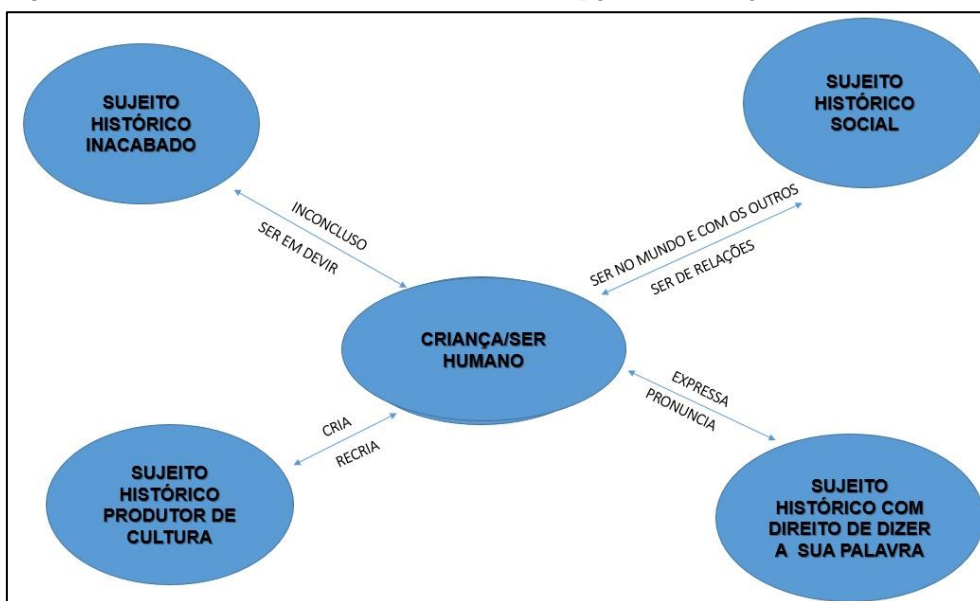 SUJEITO
HISTÓRICO
INACABADO
SUJEITO
HISTÓRICO
SOCIAL
INCONCLUSO
SER EM DEVIR
SER NO MUNDO E COM OS OUTROS
SER DE RELAÇÕES
CRIANÇA/SER
HUMANO
CRIA
RECRIA
EXPRESSA
PRONUNCIA
SUJEITO
HISTÓRICO
PRODUTOR DE
CULTURA
SUJEITO
HISTÓRICO COM
DIREITO DE DIZER
A SUA PALAVRA